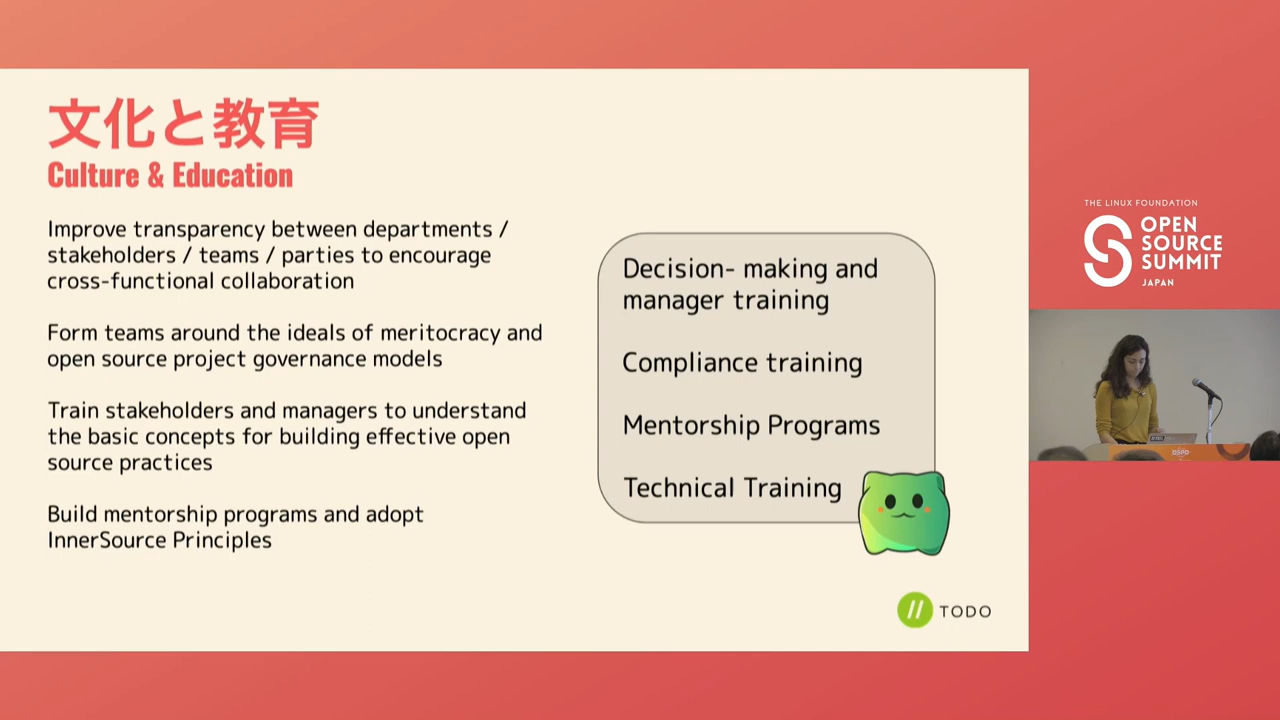 文化と教育
Culture & Education
Improve transparency between departments /
stakeholders / teams / parties to encourage
cross-functional collaboration
Form teams around the ideals of meritocracy and
open source project governance models
Train stakeholders and managers to understand
the basic concepts for building effective open
source practices
Build mentorship programs and adopt
InnerSource Principles
Decision- making and
manager training
Compliance training
Mentorship Programs
Technical Training
// TODO
THE LINUX FOUNDATION
OPEN
SOURCE
SUMMIT
JAPAN
OSPO